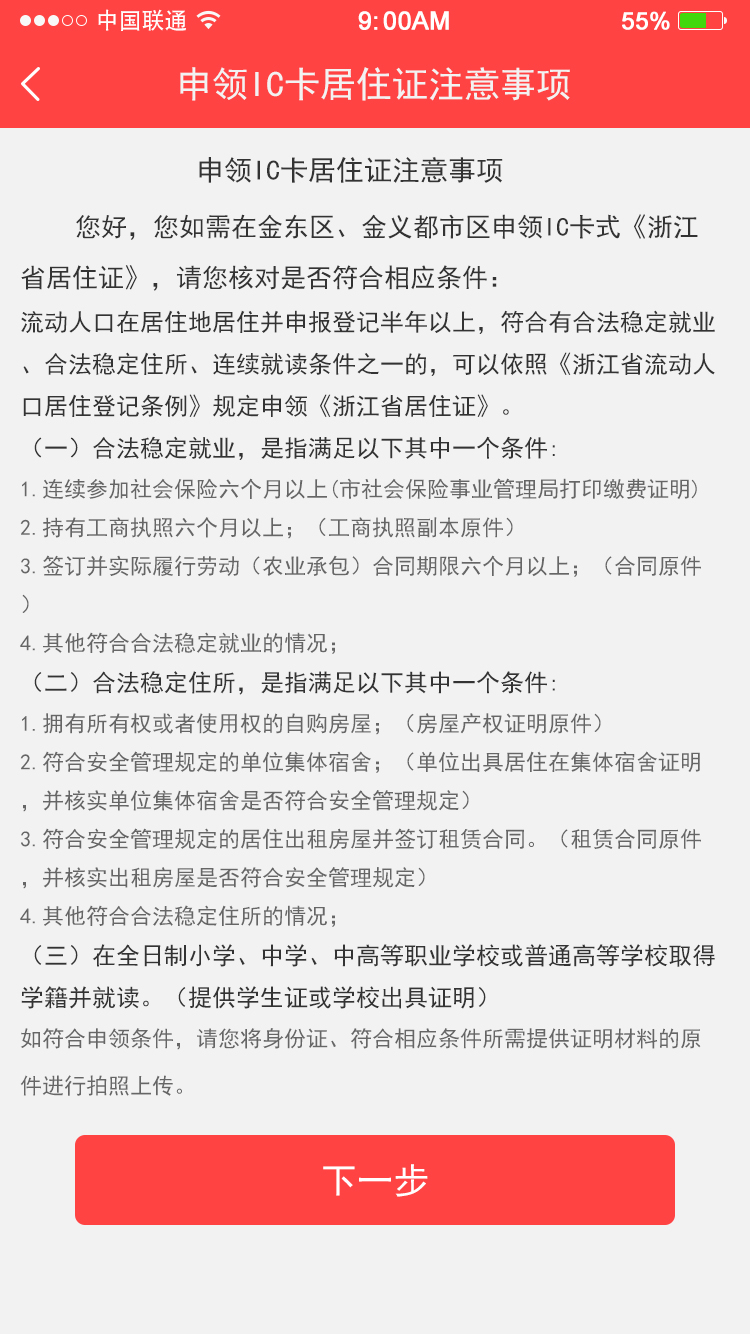 中国联通 9:00AM 55%
申领IC卡居住证注意事项
申领IC卡居住证注意事项
您好，您如需在金东区、金义都市区申领IC卡式《浙江
省居住证》，请您核对是否符合相应条件：
流动人口在居住地居住并申报登记半年以上，符合有合法稳定就业
、合法稳定住所、连续就读条件之一的，可以依照《浙江省流动人
口居住登记条例》规定申领《浙江省居住证》。
（一）合法稳定就业，是指满足以下其中一个条件:
1.连续参加社会保险六个月以上(市社会保险事业管理局打印缴费证明)
2.持有工商执照六个月以上；（工商执照副本原件）
3.签订并实际履行劳动（农业承包）合同期限六个月以上；（合同原件
）
4.其他符合合法稳定就业的情况；
（二）合法稳定住所，是指满足以下其中一个条件:
1.拥有所有权或者使用权的自购房屋；（房屋产权证明原件）
2.符合安全管理规定的单位集体宿舍；（单位出具居住在集体宿舍证明
，并核实单位集体宿舍是否符合安全管理规定）
3.符合安全管理规定的居住出租房屋并签订租赁合同。（租赁合同原件
，并核实出租房屋是否符合安全管理规定）
4.其他符合合法稳定住所的情况；
（三）在全日制小学、中学、中高等职业学校或普通高等学校取得
学籍并就读。（提供学生证或学校出具证明）
如符合申领条件，请您将身份证、符合相应条件所需提供证明材料的原
件进行拍照上传。
下一步